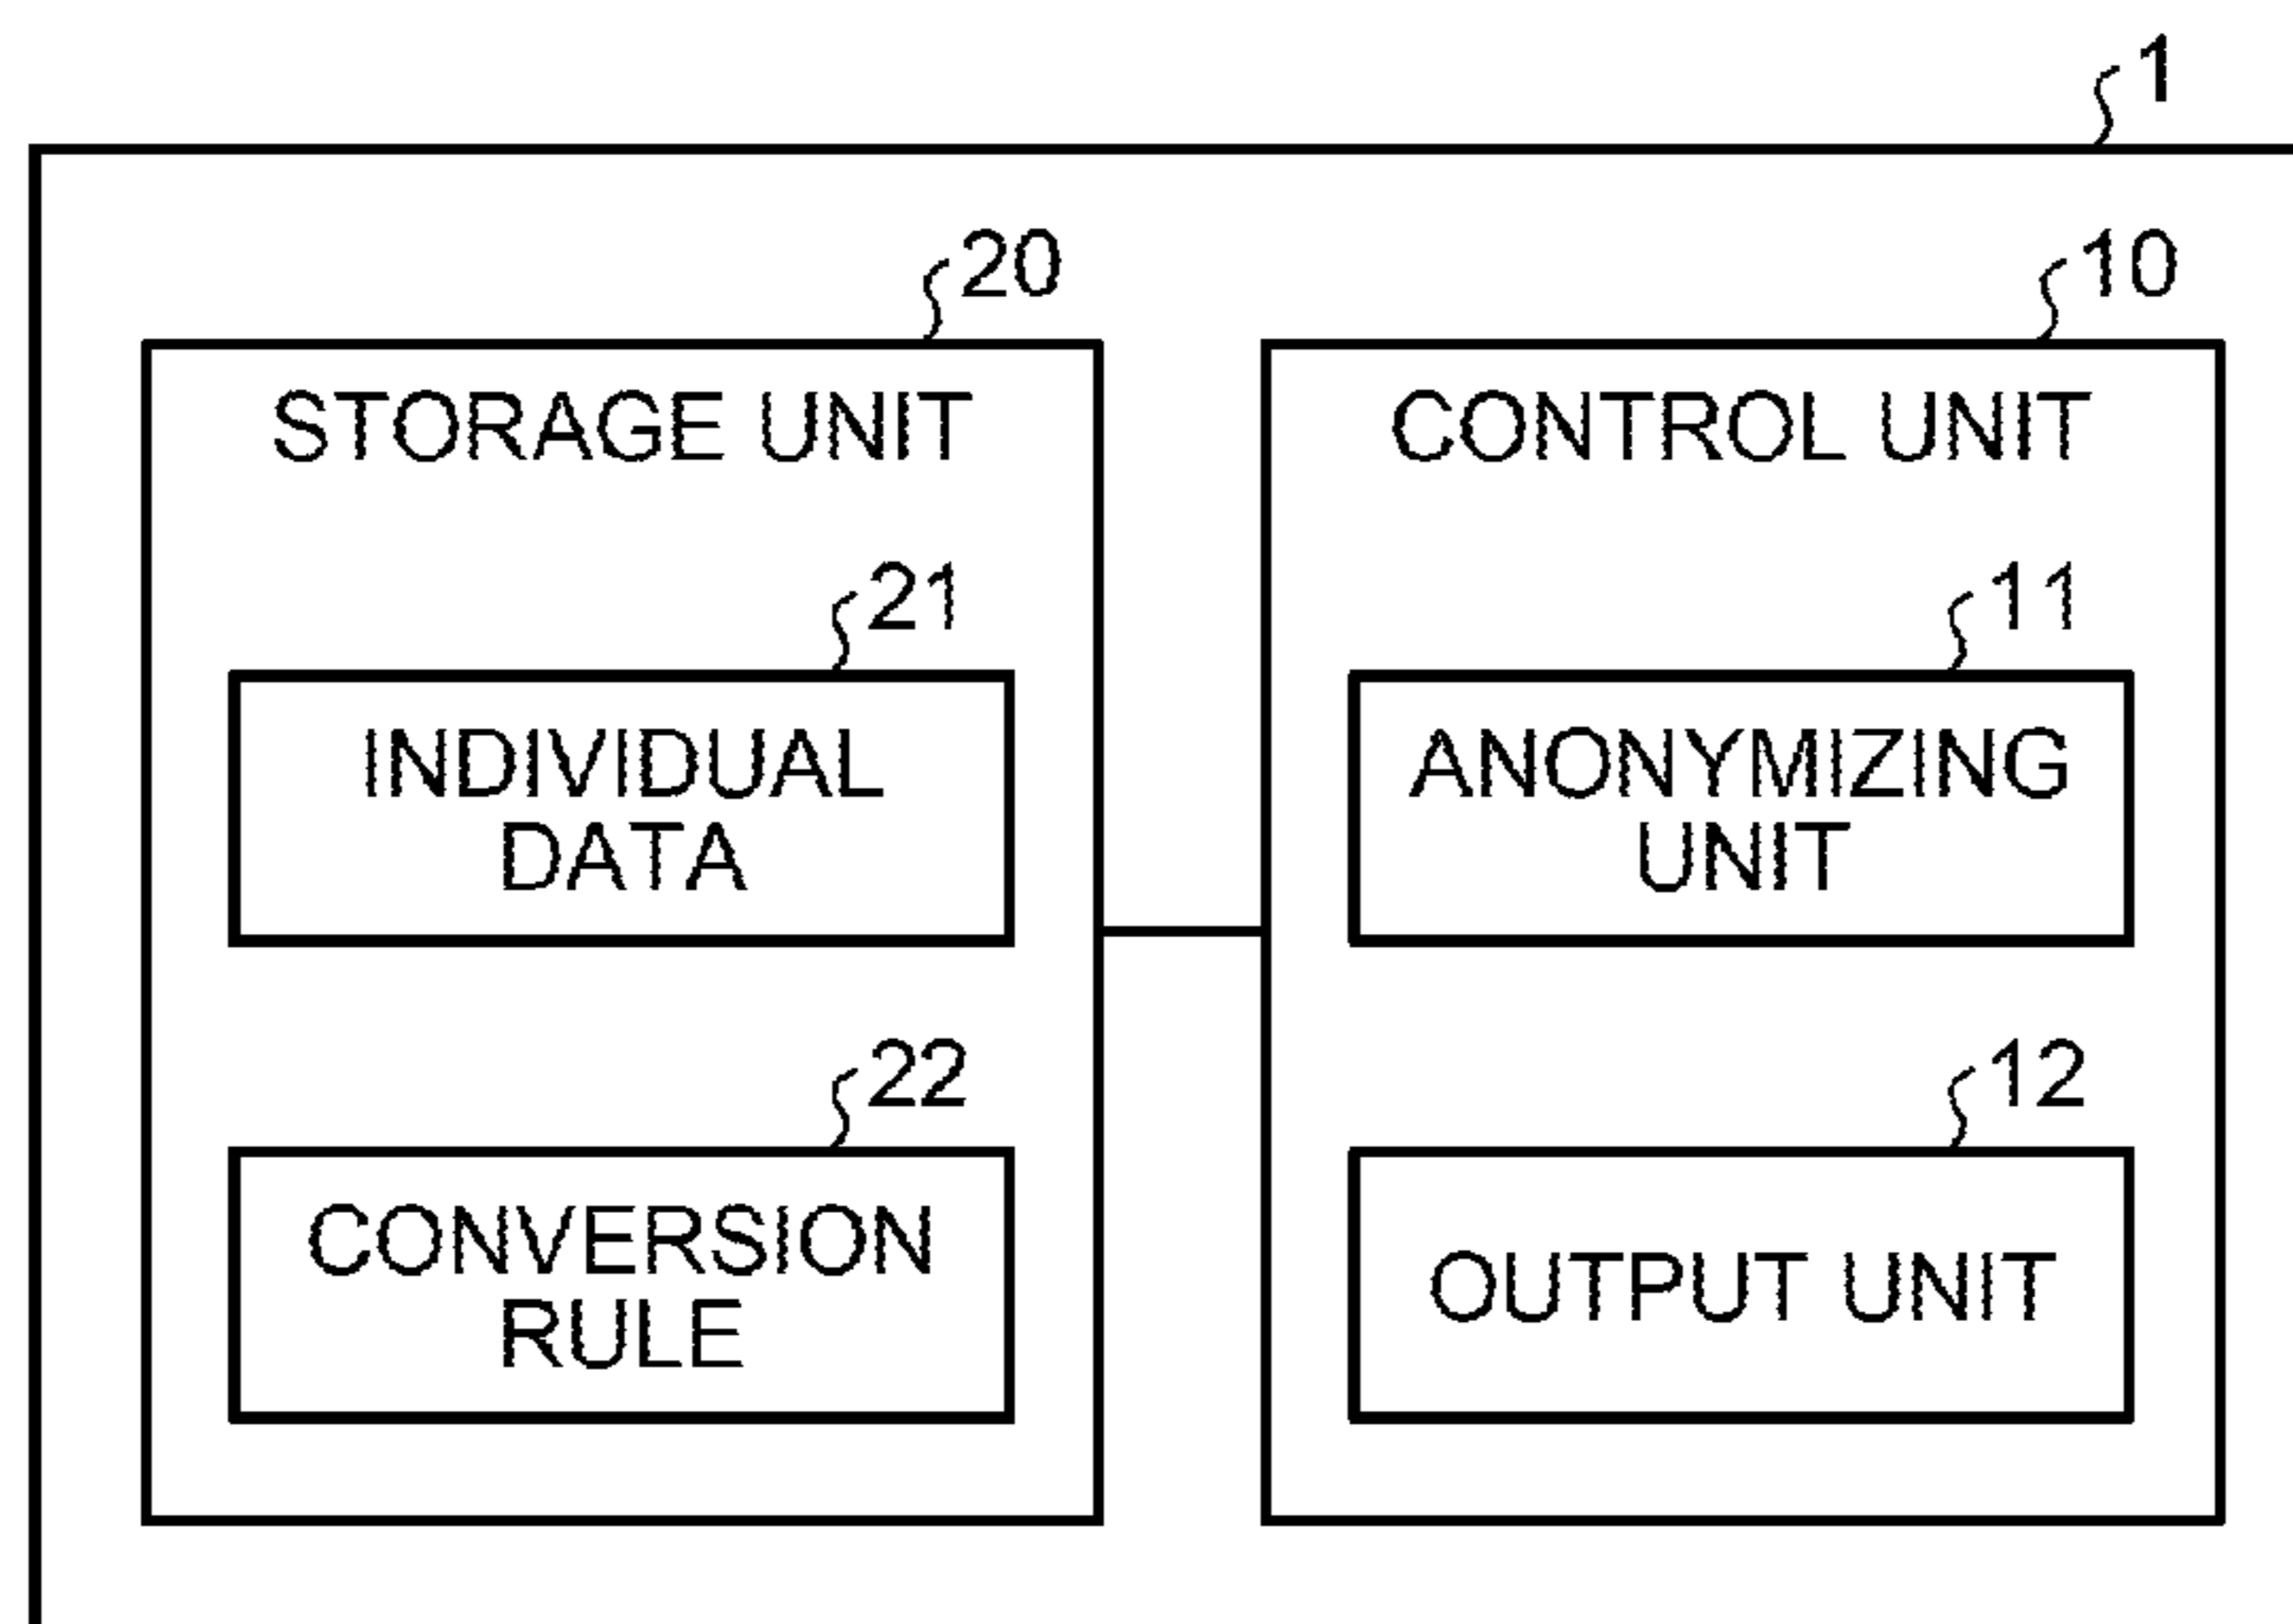 1
20
STORAGE UNIT
21
INDIVIDUAL
DATA
22
CONVERSION
RULE
10
CONTROL UNIT
11
ANONYMIZING
UNIT
12
OUTPUT UNIT